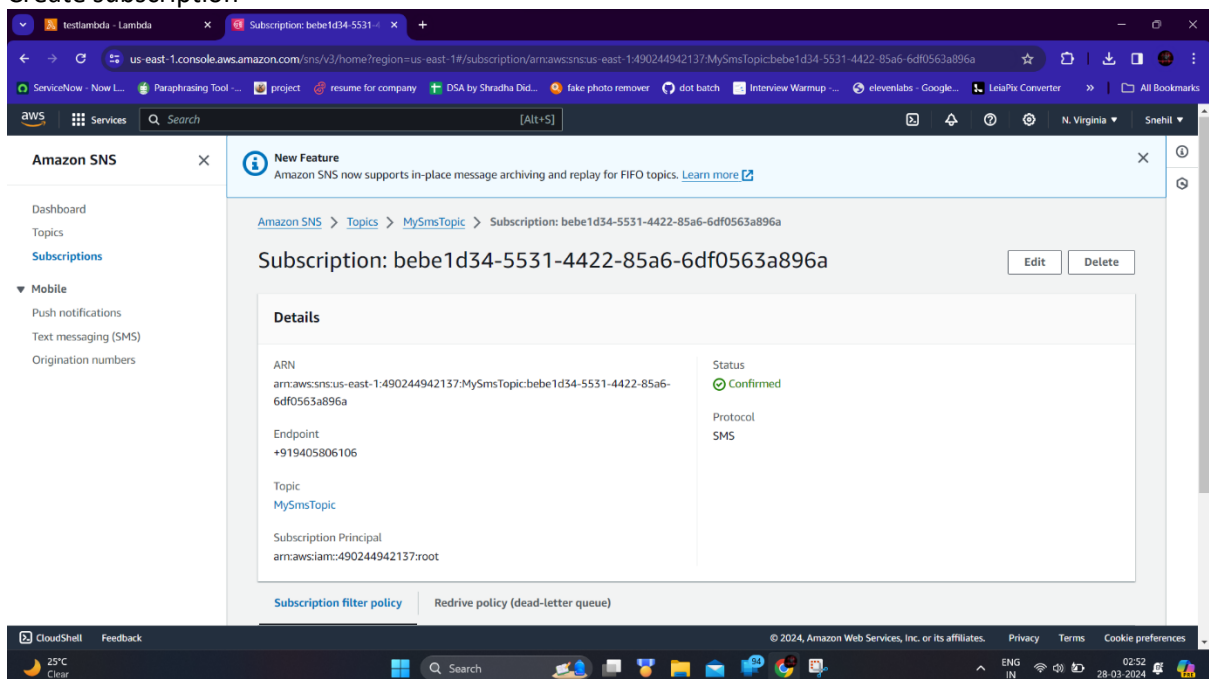 Create subscription
testlambda - Lambda
Subscription: bebe1d34-5531-4
us-east-1.console.aws.amazon.com/sns/v3/home?region=us-east-1#/subscription/arn:aws:sns:us-east-1:490244942137:MySmsTopic:bebe1d34-5531-4422-85a6-6df0563a896a
ServiceNow - Now L...
Paraphrasing Tool -...
project
resume for company
DSA by Shradha Did...
fake photo remover
dot batch
Interview Warmup -...
elevenlabs - Google...
LeiaPix Converter
All Bookmarks
aws
Services
Search
[Alt+S]
N. Virginia
Snehil
Amazon SNS
New Feature
Amazon SNS now supports in-place message archiving and replay for FIFO topics. Learn more
Dashboard
Topics
Subscriptions
Mobile
Push notifications
Text messaging (SMS)
Origination numbers
Amazon SNS > Topics > MySmsTopic > Subscription: bebe1d34-5531-4422-85a6-6df0563a896a
Subscription: bebe1d34-5531-4422-85a6-6df0563a896a
Edit
Delete
Details
ARN
arn:aws:sns:us-east-1:490244942137:MySmsTopic:bebe1d34-5531-4422-85a6-
6df0563a896a
Endpoint
+919405806106
Topic
MySmsTopic
Subscription Principal
arn:aws:iam::490244942137:root
Status
Confirmed
Protocol
SMS
Subscription filter policy
Redrive policy (dead-letter queue)
CloudShell
Feedback
© 2024, Amazon Web Services, Inc. or its affiliates.
Privacy
Terms
Cookie preferences
25°C
Clear
Search
94
ENG
IN
02:52
28-03-2024